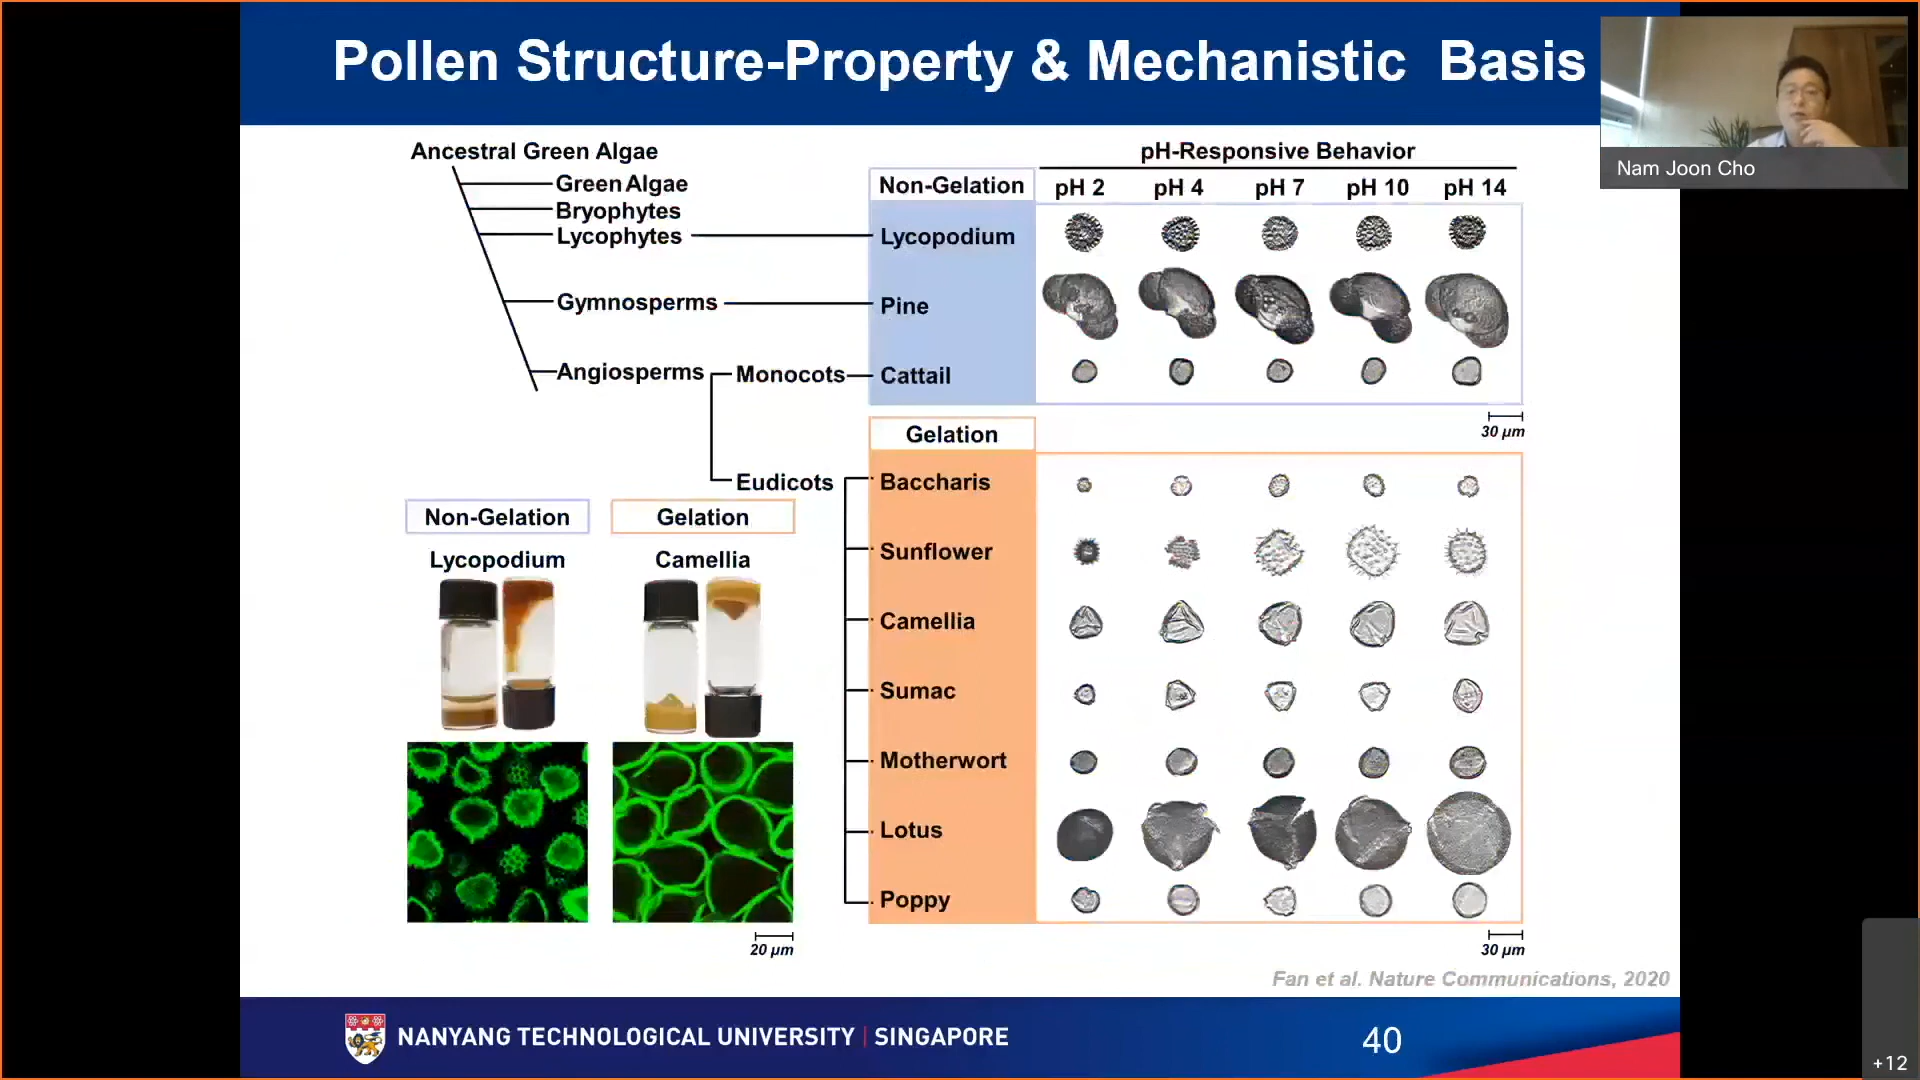 Pollen Structure-Property & Mechanistic Basis
Nam Joon Cho
Ancestral Green Algae
Green Algae
Bryophytes
Lycophytes
Gymnosperms
Angiosperms
Monocots
Eudicots
pH-Responsive Behavior
Non-Gelation
pH 2
pH 4
pH 7
pH 10
pH 14
Lycopodium
Pine
Cattail
30 µm
Gelation
Baccharis
Sunflower
Camellia
Sumac
Motherwort
Lotus
Poppy
30 µm
Non-Gelation
Gelation
Lycopodium
Camellia
20 µm
Fan et al. Nature Communications, 2020
NANYANG TECHNOLOGICAL UNIVERSITY | SINGAPORE
40
+12